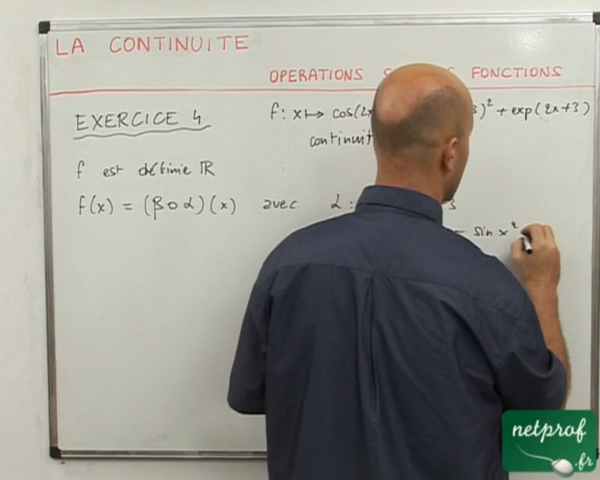 LA CONTINUITE
OPERATIONS FONCTIONS
EXERCICE 4
f: x ↦ cos(2x )² + exp(2x+3)
continuit
f est définie ℝ
f(x) = (β o α)(x) avec α : 3
sin x²
netprof
.fr